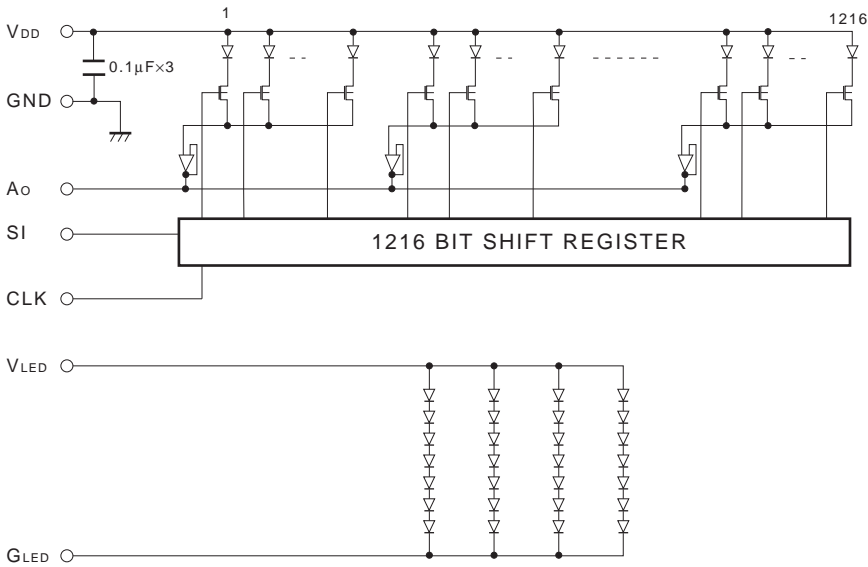 1
1216
VDD
0.1µF×3
GND
AO
SI
1216 BIT SHIFT REGISTER
CLK
VLED
GLED